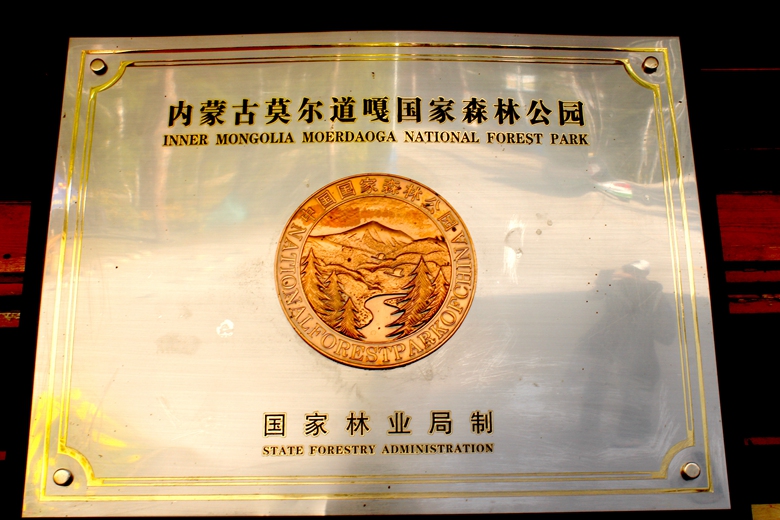 内蒙古莫尔道嘎国家森林公园
INNER MONGOLIA MOERDAOGA NATIONAL FOREST PARK
中国国家森林公园
NATIONALFORESTPARKOFCHINA
国家林业局制
STATE FORESTRY ADMINISTRATION